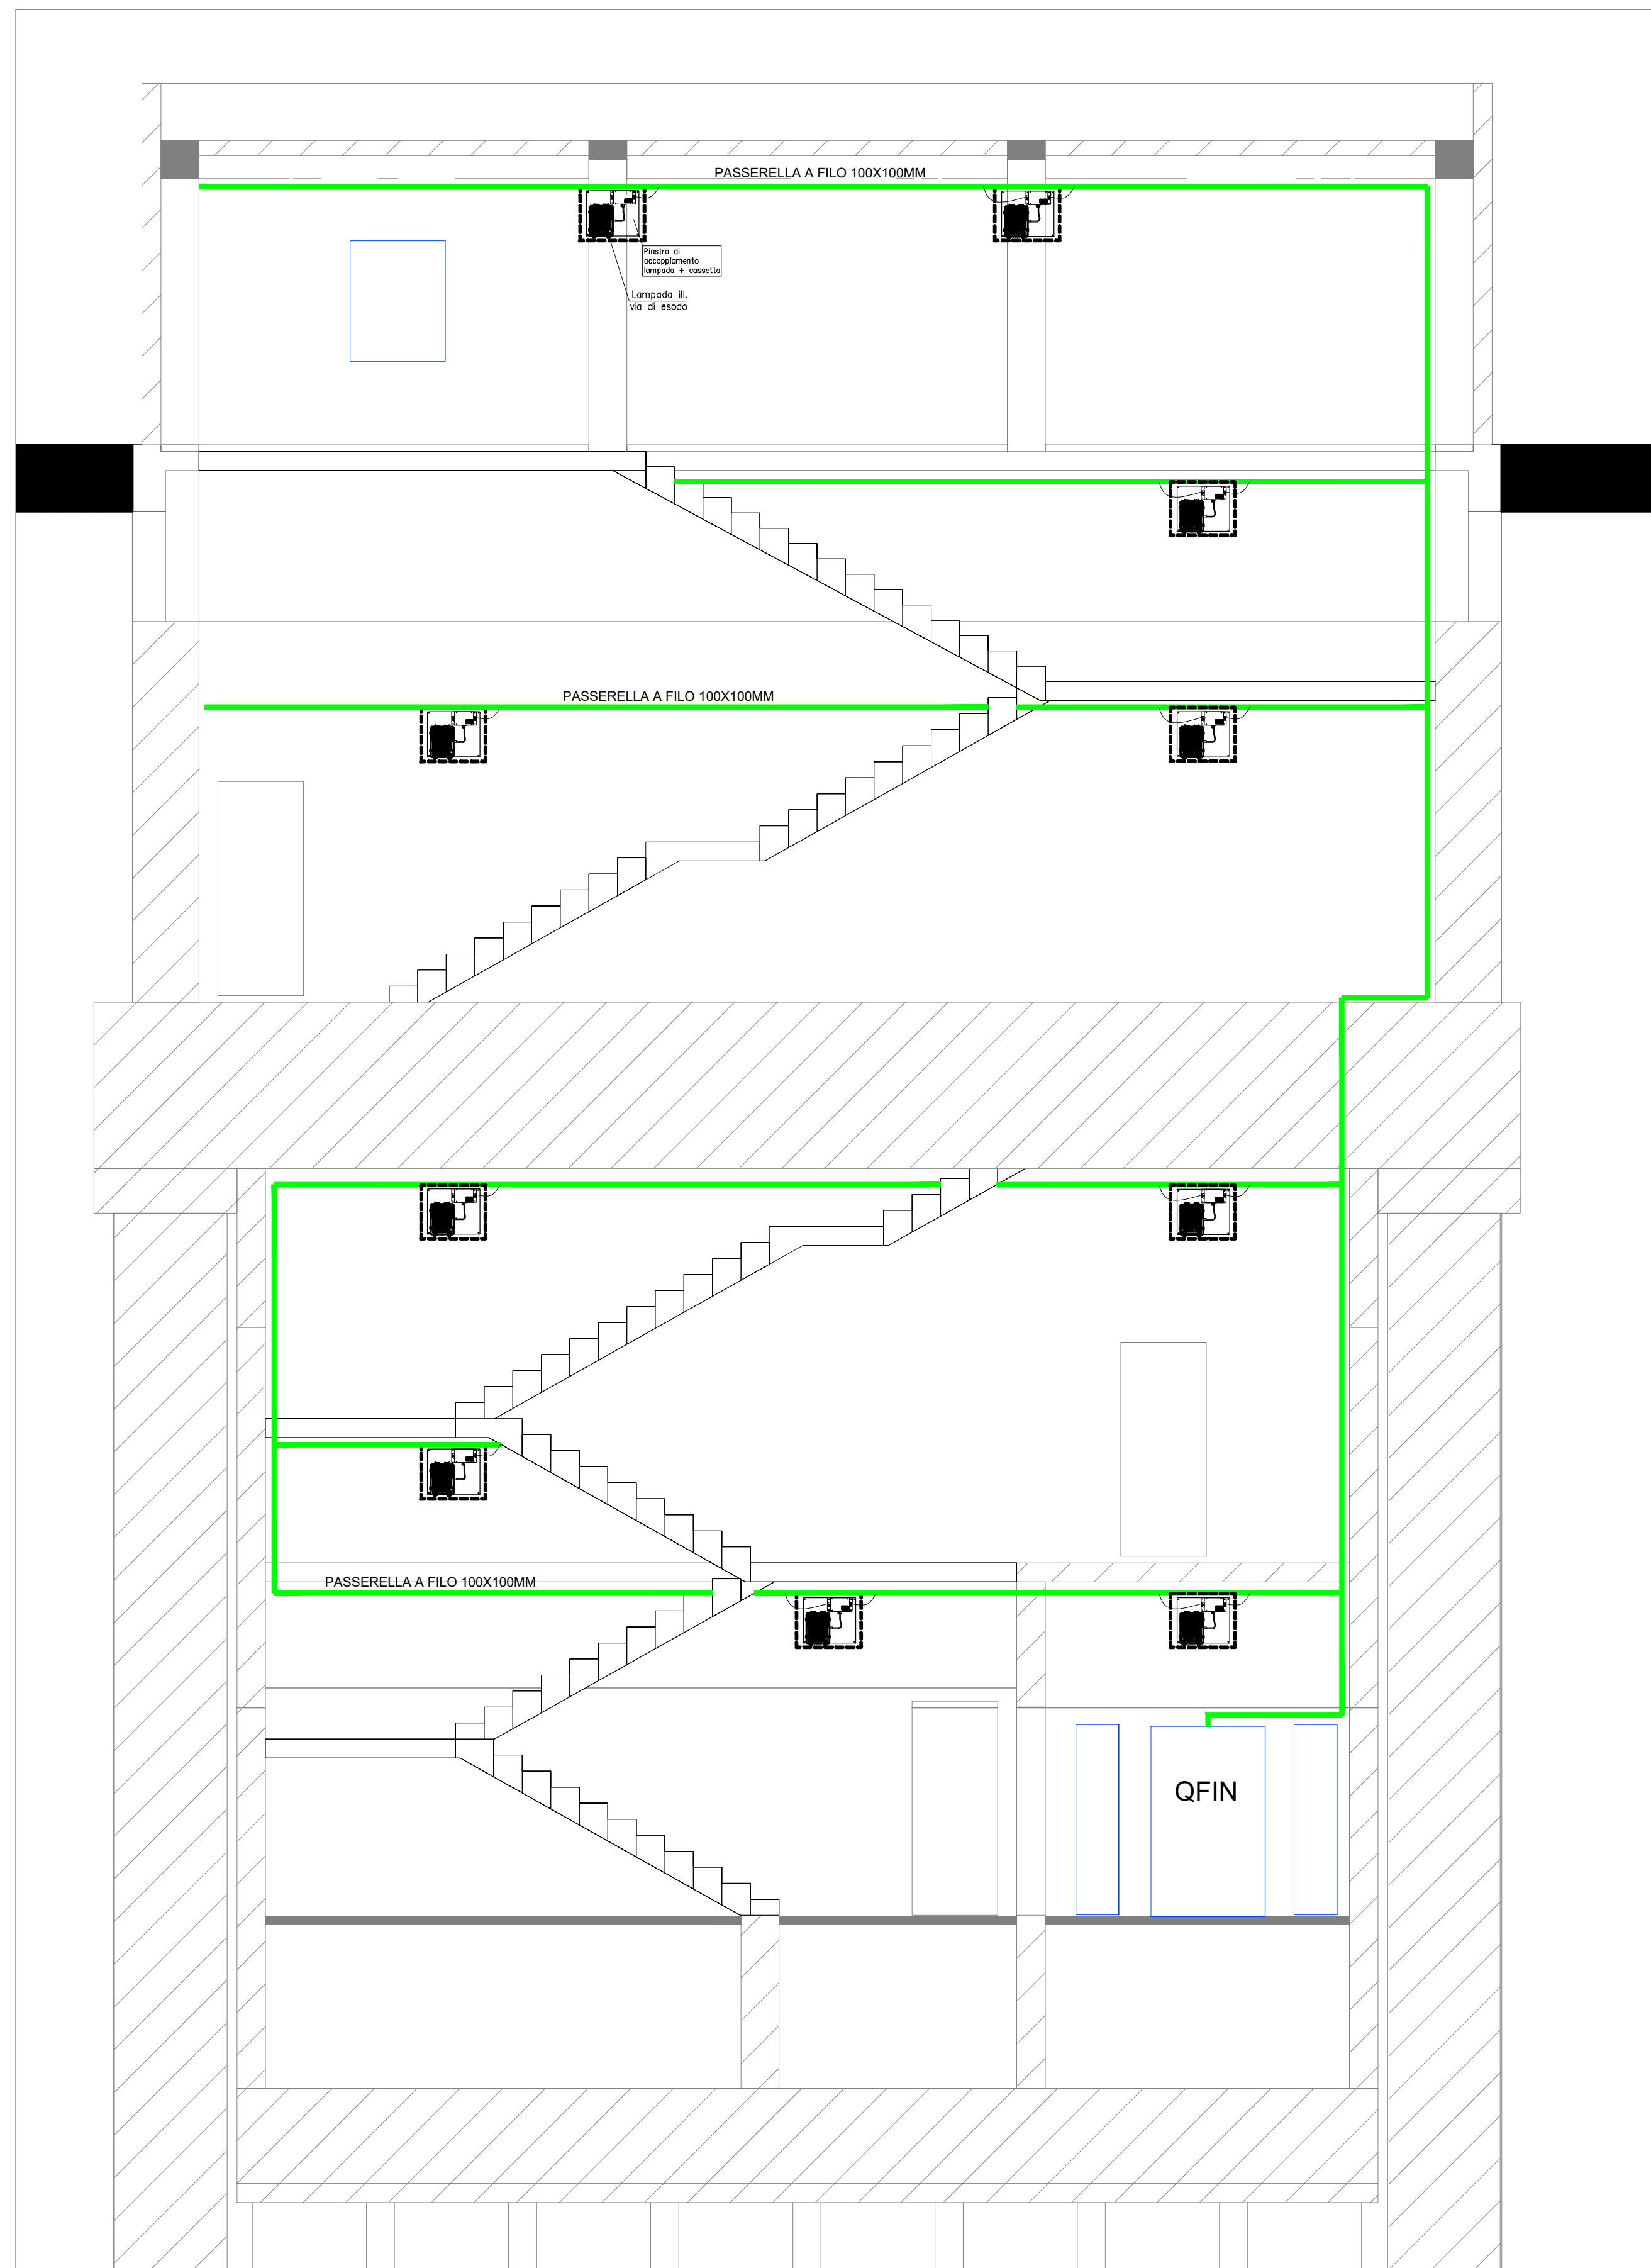 PASSERELLA A FILO 100X100MM
Piastra di
accoppiamento
lampada + cassetta
Lampada ill.
via di esodo
PASSERELLA A FILO 100X100MM
PASSERELLA A FILO 100X100MM
QFIN